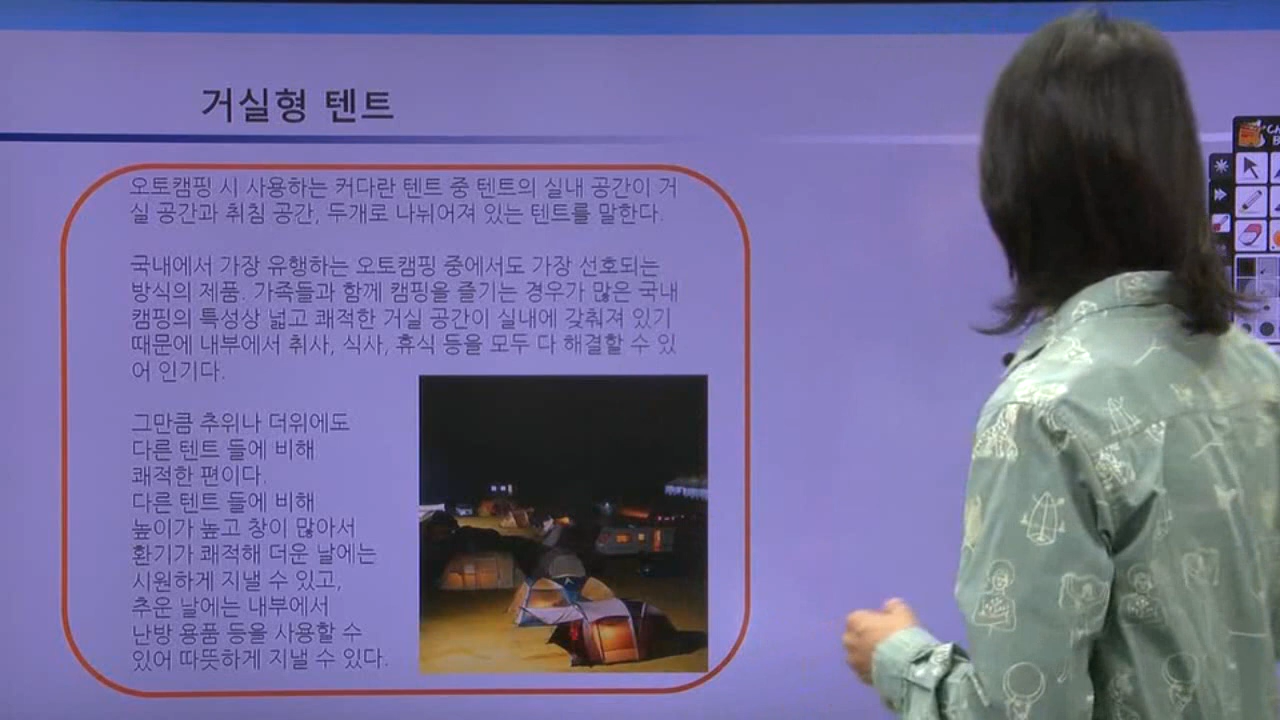 거실형 텐트
오토캠핑 시 사용하는 커다란 텐트 중 텐트의 실내 공간이 거
실 공간과 취침 공간, 두개로 나뉘어져 있는 텐트를 말한다.
국내에서 가장 유행하는 오토캠핑 중에서도 가장 선호되는
방식의 제품. 가족들과 함께 캠핑을 즐기는 경우가 많은 국내
캠핑의 특성상 넓고 쾌적한 거실 공간이 실내에 갖춰져 있기
때문에 내부에서 취사, 식사, 휴식 등을 모두 다 해결할 수 있
어 인기다.
그만큼 추위나 더위에도
다른 텐트 들에 비해
쾌적한 편이다.
다른 텐트 들에 비해
높이가 높고 창이 많아서
환기가 쾌적해 더운 날에는
시원하게 지낼 수 있고,
추운 날에는 내부에서
난방 용품 등을 사용할 수
있어 따뜻하게 지낼 수 있다.